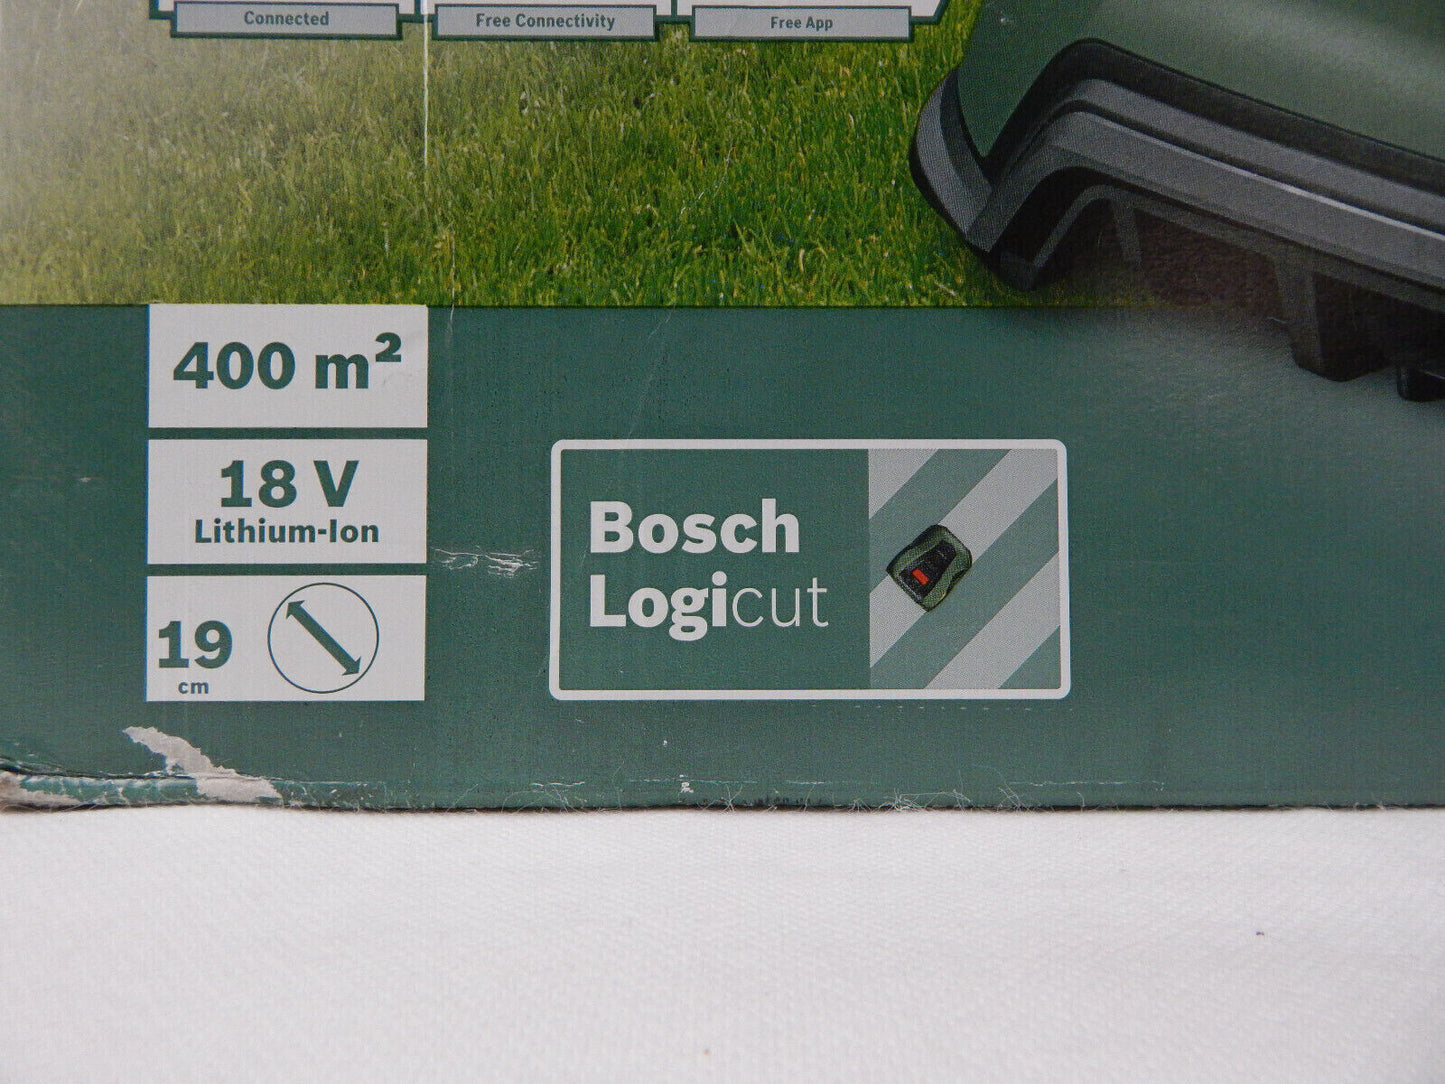 Connected
Free Connectivity
Free App
400 m²
18 V
Lithium-Ion
19
cm
Bosch
Logicut